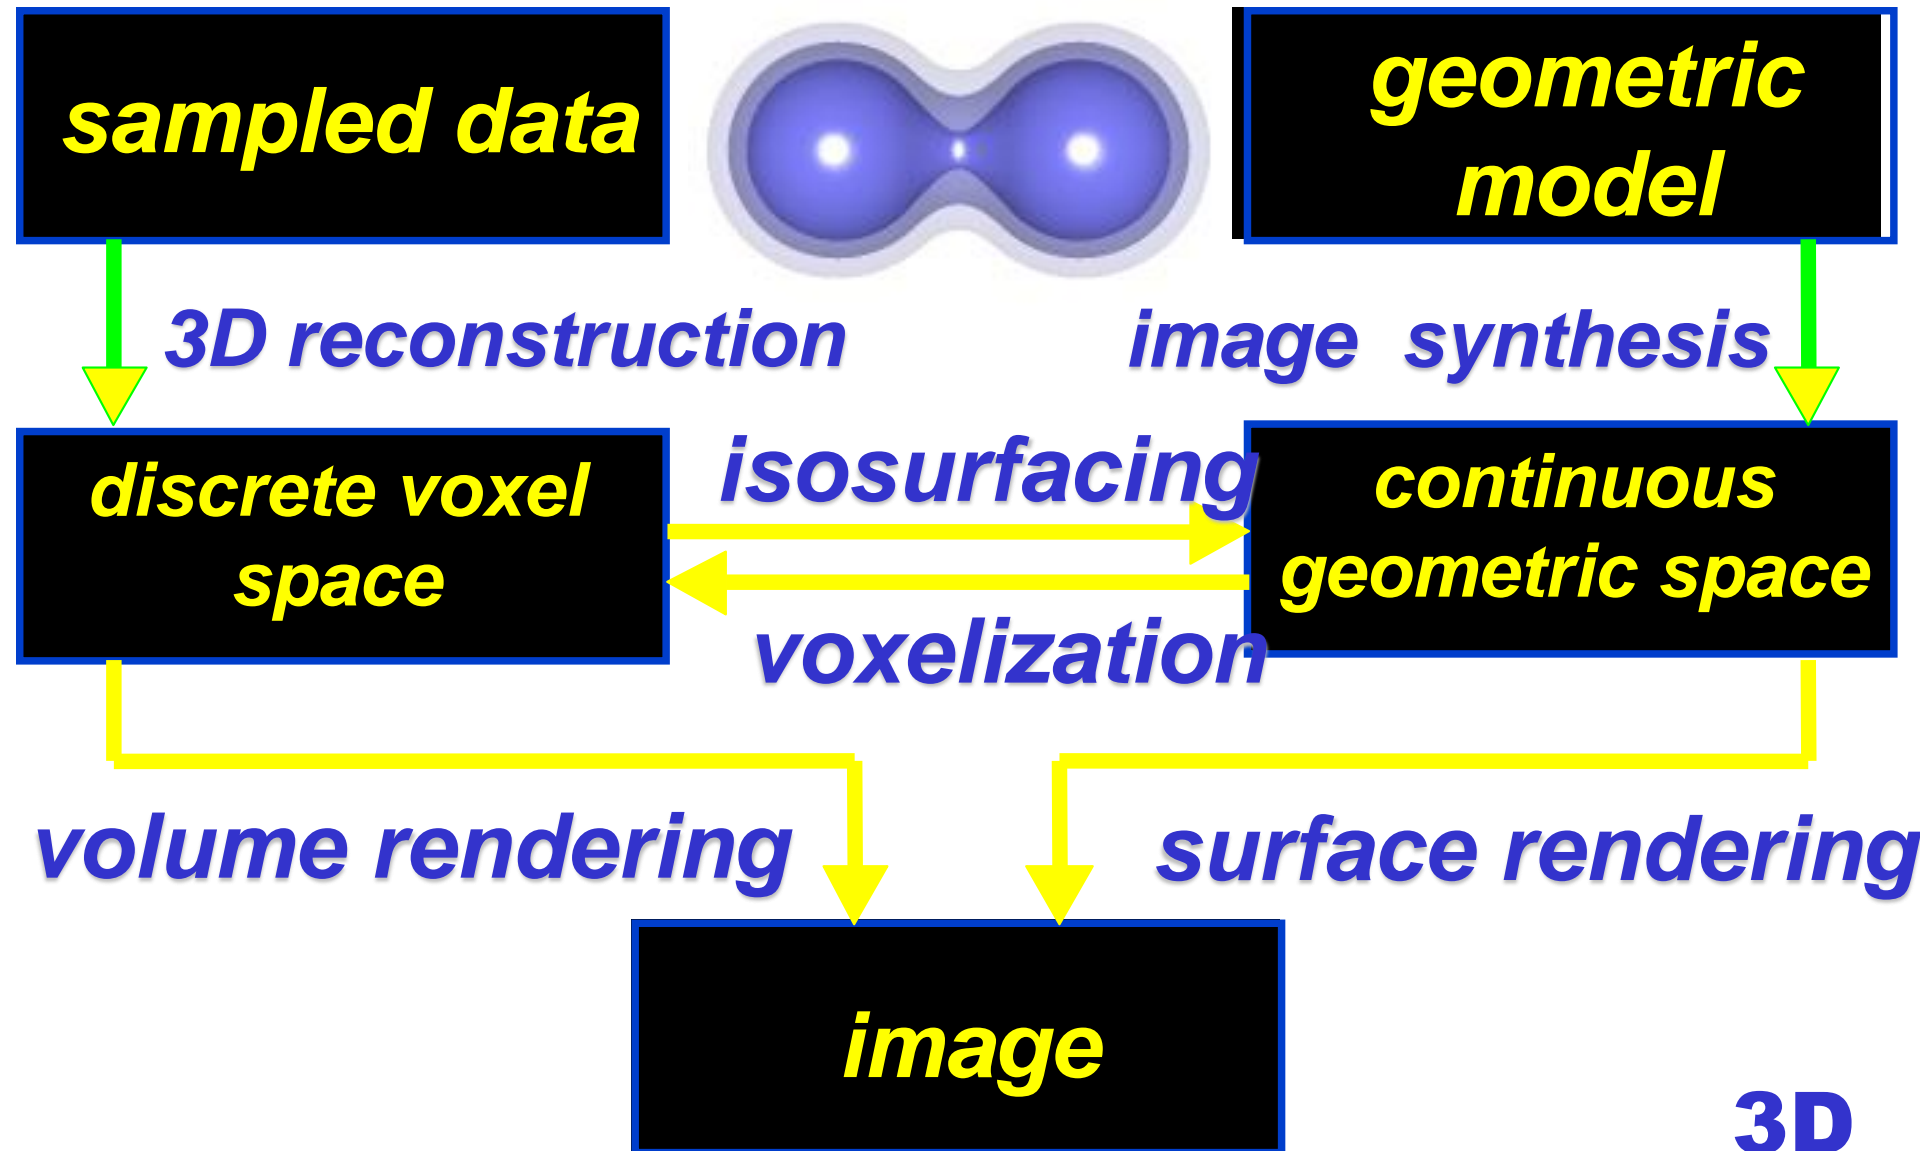 sampled data
geometric
model
3D reconstruction
image synthesis
discrete voxel
space
isosurfacing
voxelization
continuous
geometric space
volume rendering
surface rendering
image
3D